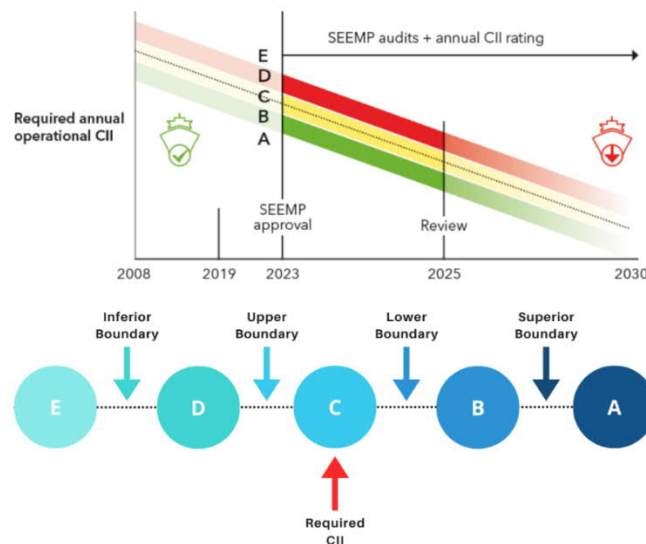 SEEMP audits + annual CII rating
E
D
C
B
A
Required annual
operational CII
SEEMP
approval
Review
2008
2019
2023
2025
2030
Inferior
Boundary
Upper
Boundary
Lower
Boundary
Superior
Boundary
E
D
C
B
A
Required
CII